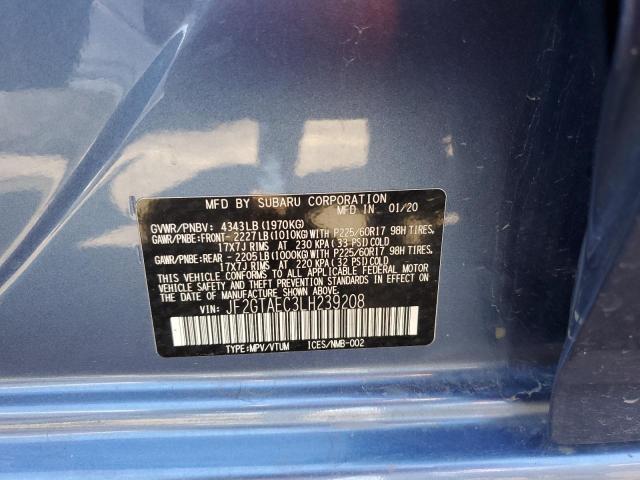 MFD BY SUBARU CORPORATION
MFD IN 01/20
GVWR/PNBV: 4343LB(1970KG)
GAWR/PNBE:FRONT-2227LB(1010KG)WITH P225/60R17 98H TIRES,
17X7J RIMS AT 230 KPA(33 PSI)COLD
GAWR/PNBE:REAR -2205LB(1000KG)WITH P225/60R17 98H TIRES,
17X7J RIMS AT 220 KPA(32 PSI)COLD
THIS VEHICLE CONFORMS TO ALL APPLICABLE FEDERAL MOTOR
VEHICLE SAFETY AND THEFT PREVENTION STANDARDS
IN EFFECT ON THE DATE OF MANUFACTURE SHOWN ABOVE.
VIN: JF2GTAEC3LH239208
TYPE:MPV/VTUM ICES/NMB-002